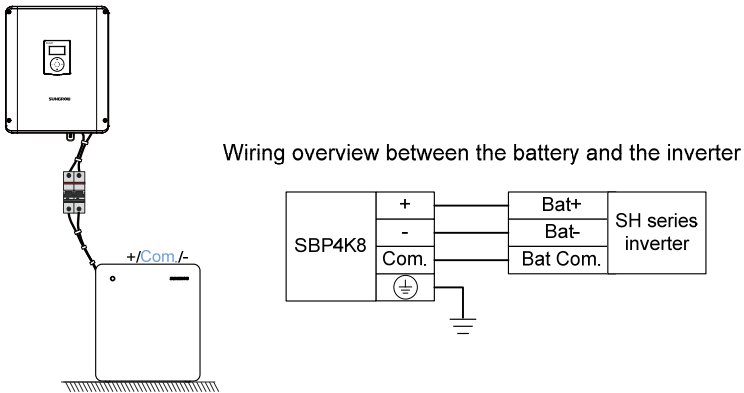 SUNGROW
Wiring overview between the battery and the inverter
+/Com./-
SBP4K8
+
-
Com.
Bat+
Bat-
Bat Com.
SH series
inverter